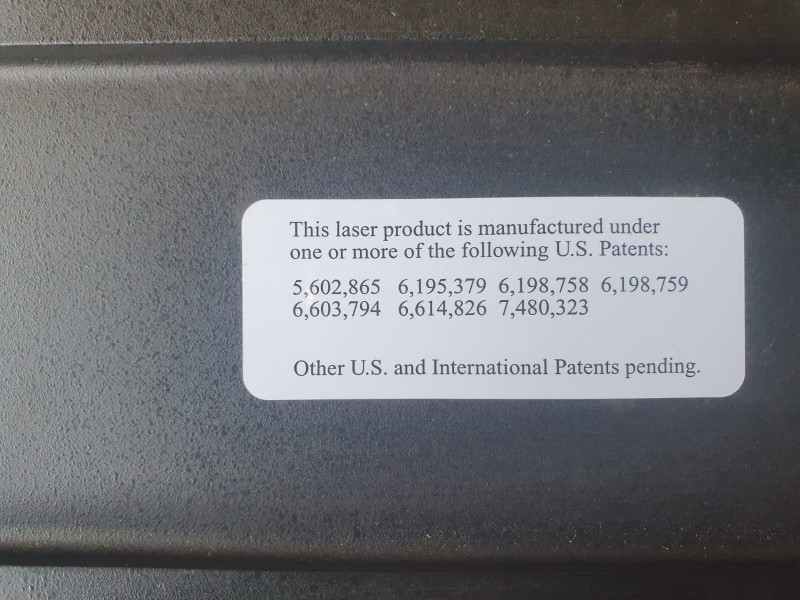 This laser product is manufactured under
one or more of the following U.S. Patents:
5,602,865 6,195,379 6,198,758 6,198,759
6,603,794 6,614,826 7,480,323
Other U.S. and International Patents pending.